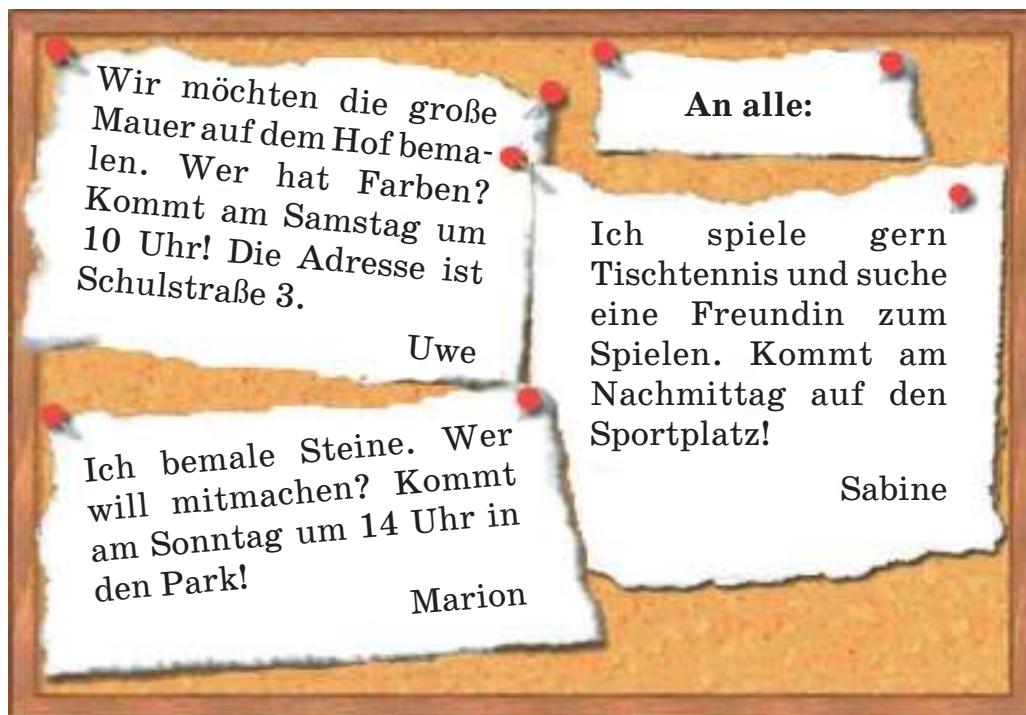 An alle:
Wir möchten die große
Mauer auf dem Hof bema-
len. Wer hat Farben?
Kommt am Samstag um
10 Uhr! Die Adresse ist
Schulstraße 3.
Uwe
Ich spiele gern
Tischtennis und suche
eine Freundin zum
Spielen. Kommt am
Nachmittag auf den
Sportplatz!
Sabine
Ich bemale Steine. Wer
will mitmachen? Kommt
am Sonntag um 14 Uhr in
den Park!
Marion